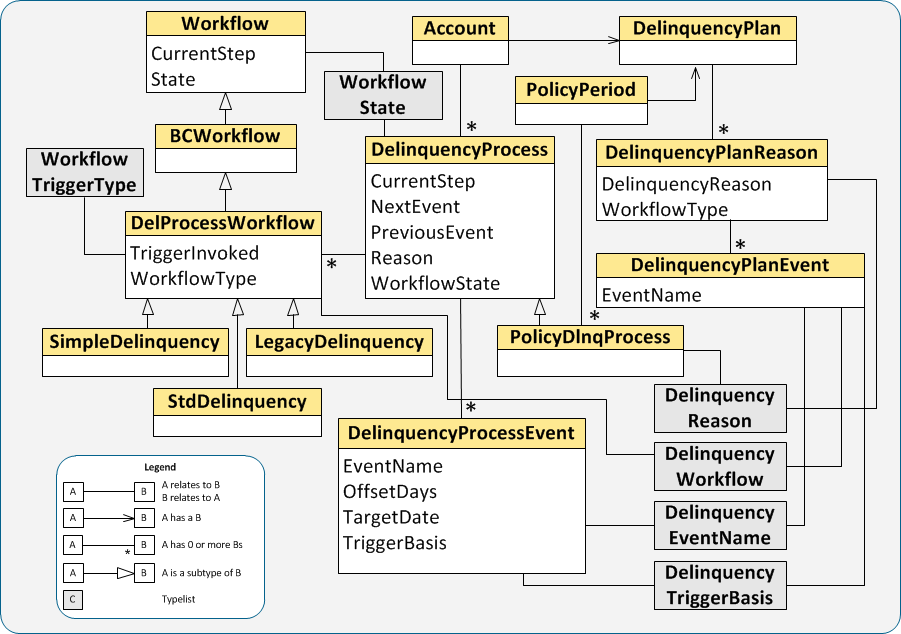 Workflow
CurrentStep
State
Account
DelinquencyPlan
Workflow
State
PolicyPeriod
BCWorkflow
Workflow
TriggerType
*
DelinquencyProcess
CurrentStep
NextEvent
PreviousEvent
Reason
WorkflowState
*
DelinquencyPlanReason
DelinquencyReason
WorkflowType
DelProcessWorkflow
TriggerInvoked
WorkflowType
*
*
DelinquencyPlanEvent
EventName
*
SimpleDelinquency
LegacyDelinquency
PolicyDlnqProcess
StdDelinquency
Delinquency
Reason
*
DelinquencyProcessEvent
EventName
OffsetDays
TargetDate
TriggerBasis
Delinquency
Workflow
Delinquency
EventName
Delinquency
TriggerBasis
Legend
A B A relates to B
B relates to A
A B A has a B
A * B A has 0 or more Bs
A B A is a subtype of B
C Typelist